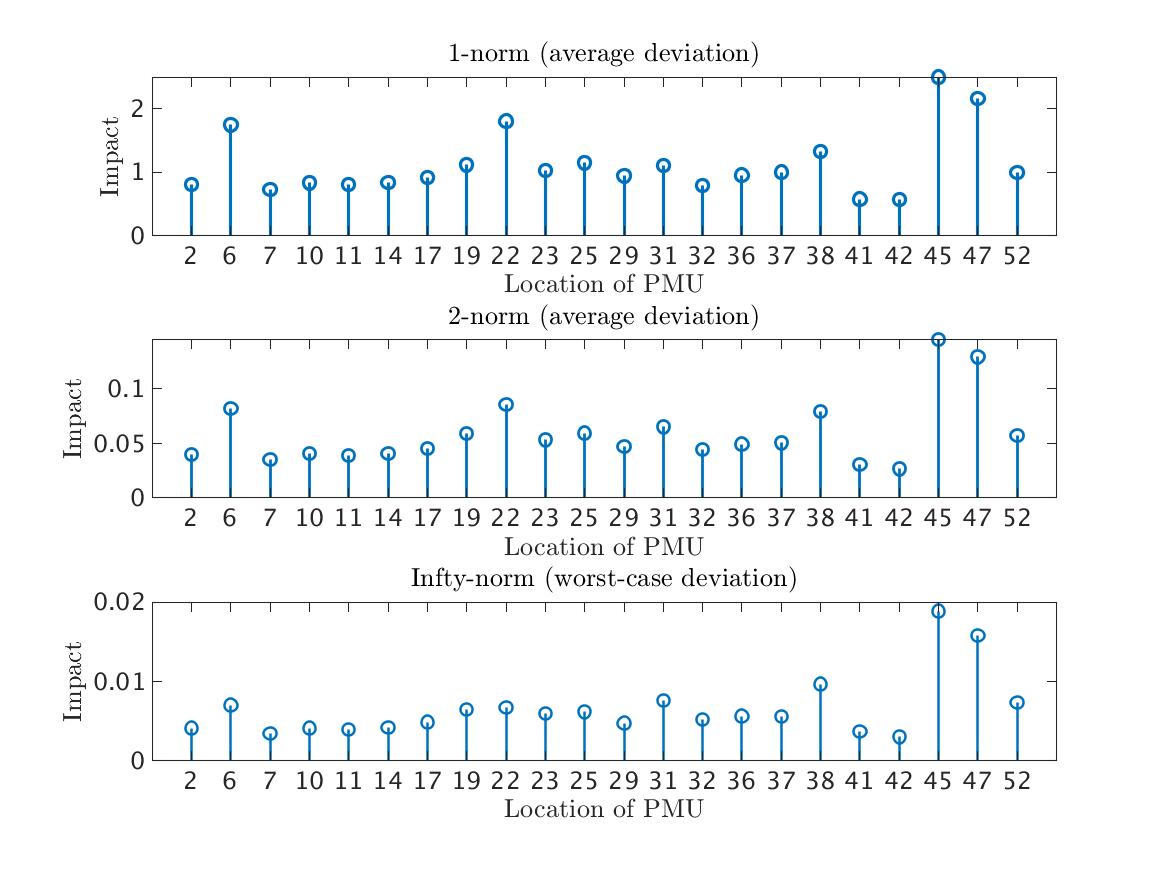 1-norm (average deviation)
2
1
0
Impact
2 6 7 10 11 14 17 19 22 23 25 29 31 32 36 37 38 41 42 45 47 52
Location of PMU
2-norm (average deviation)
0.1
0.05
0
Impact
2 6 7 10 11 14 17 19 22 23 25 29 31 32 36 37 38 41 42 45 47 52
Location of PMU
Infty-norm (worst-case deviation)
0.02
0.01
0
Impact
2 6 7 10 11 14 17 19 22 23 25 29 31 32 36 37 38 41 42 45 47 52
Location of PMU